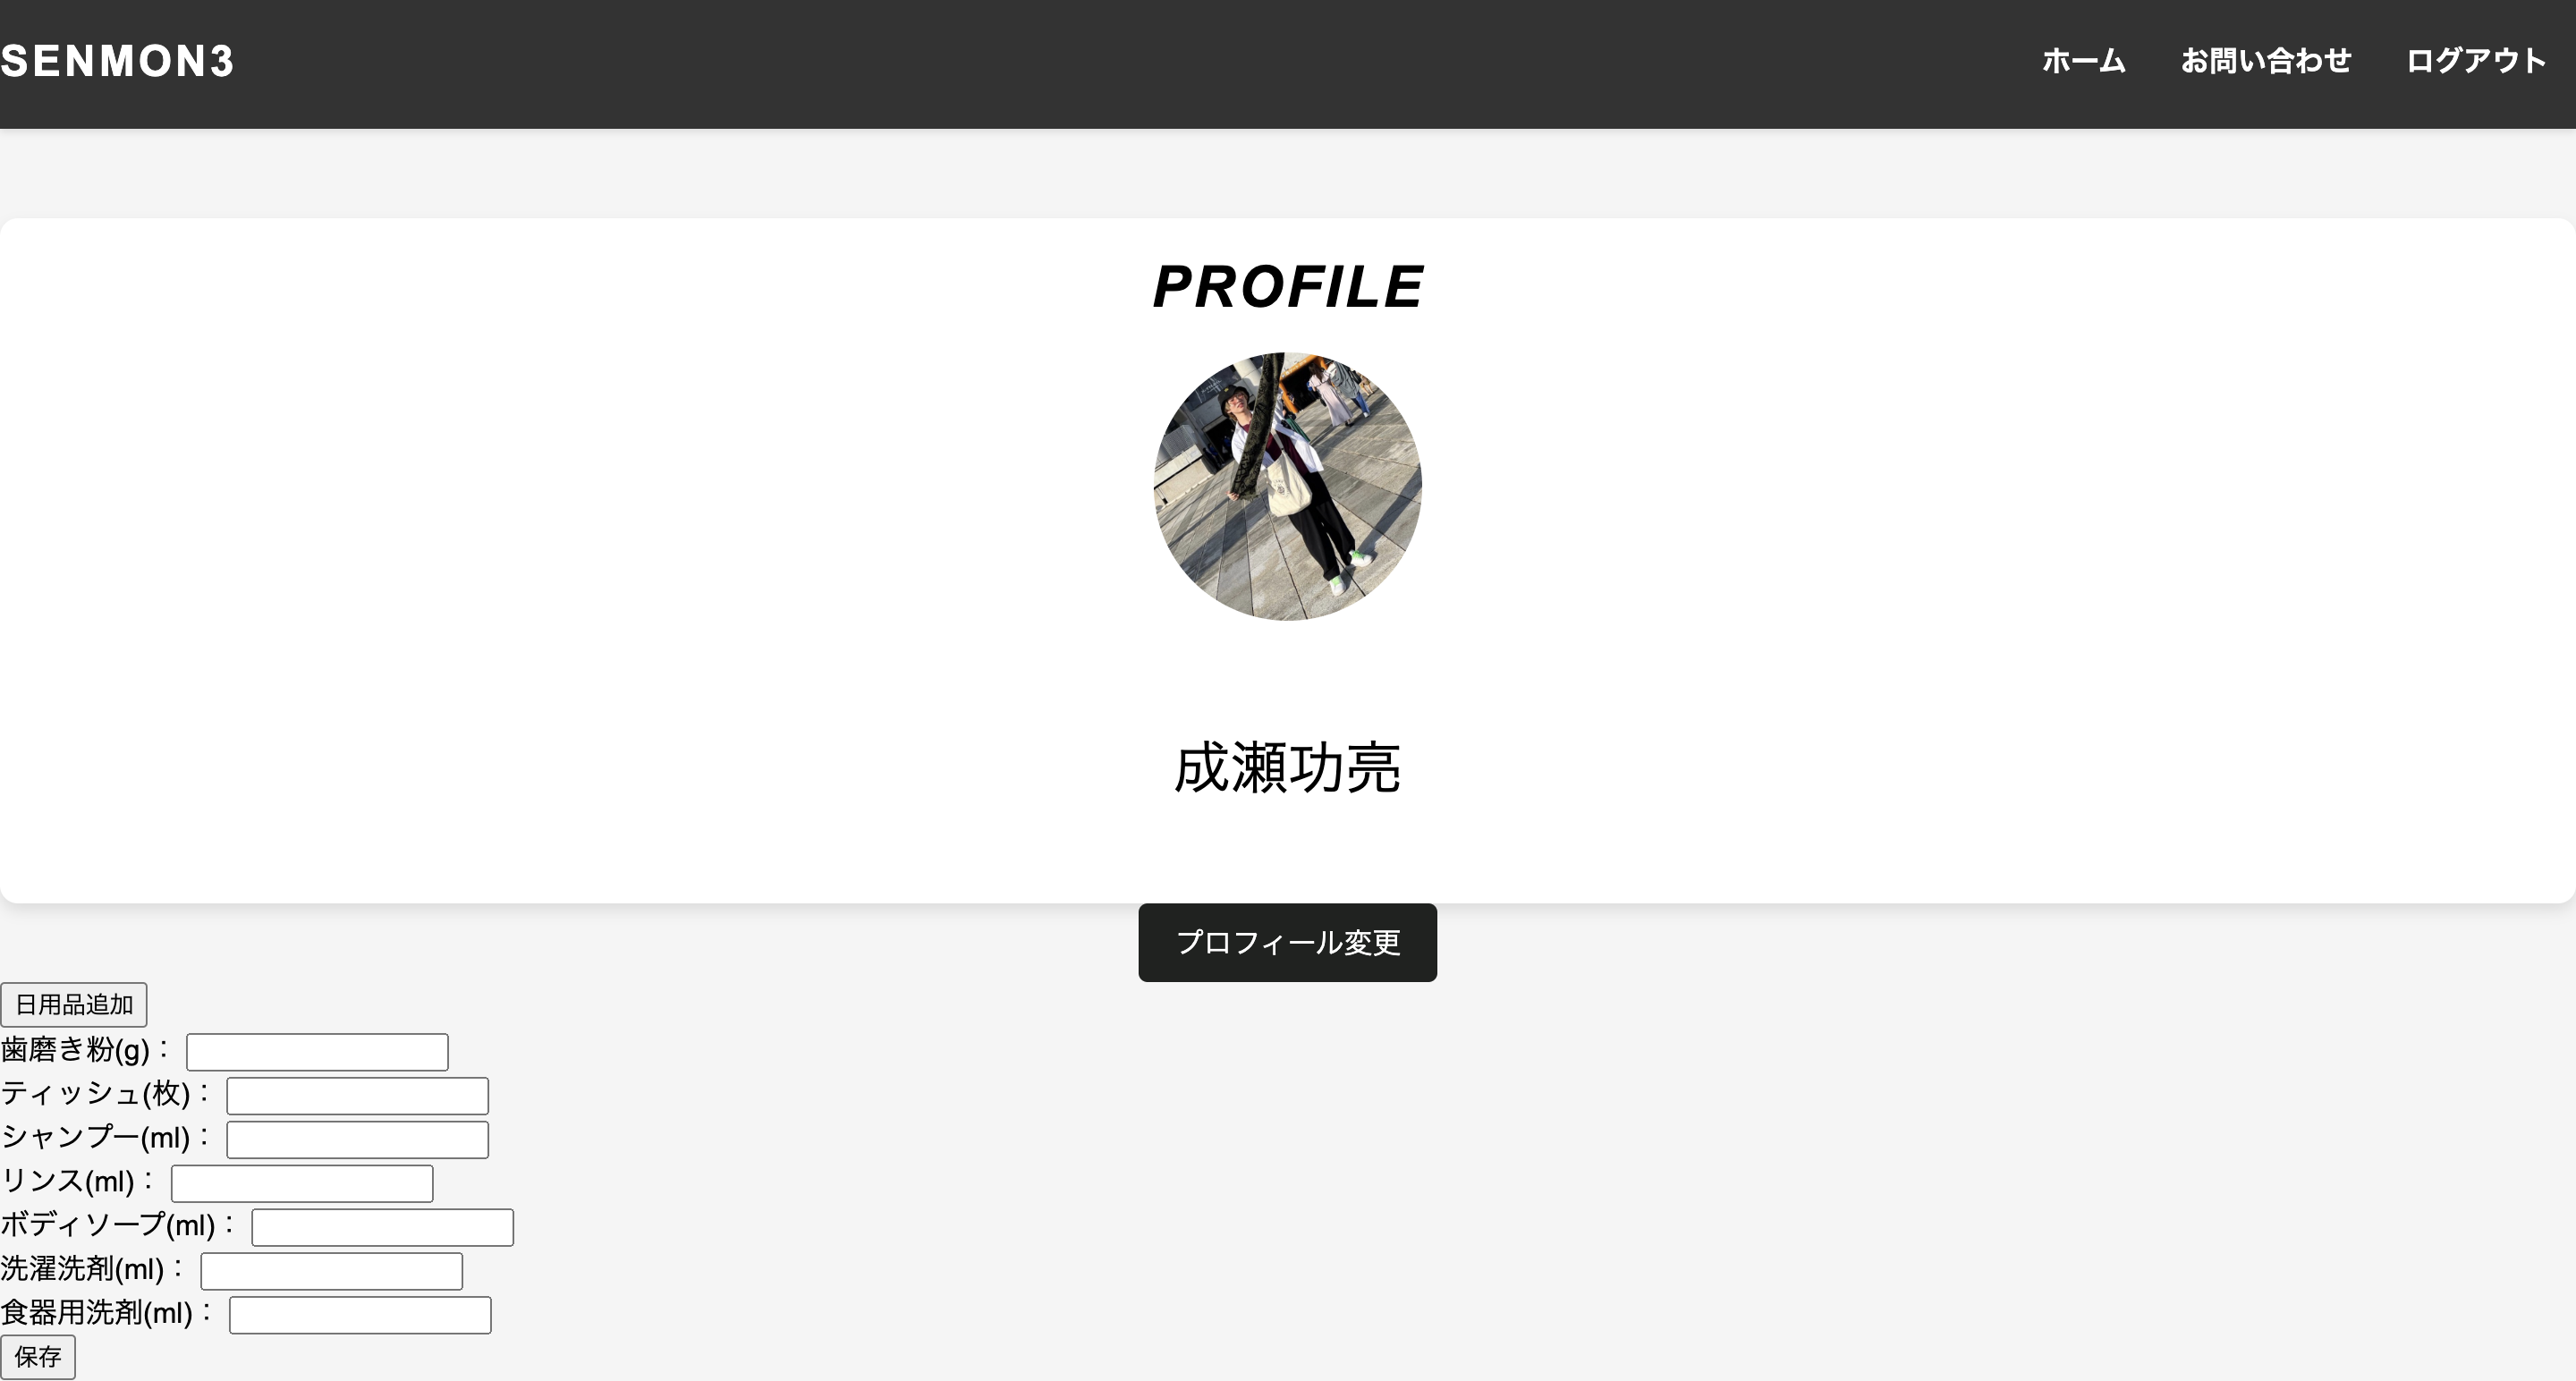 SENMON3
ホーム お問い合わせ ログアウト
PROFILE
成瀬功亮
プロフィール変更
日用品追加
歯磨き粉(g)：
ティッシュ(枚)：
シャンプー(ml)：
リンス(ml)：
ボディソープ(ml)：
洗濯洗剤(ml)：
食器用洗剤(ml)：
保存